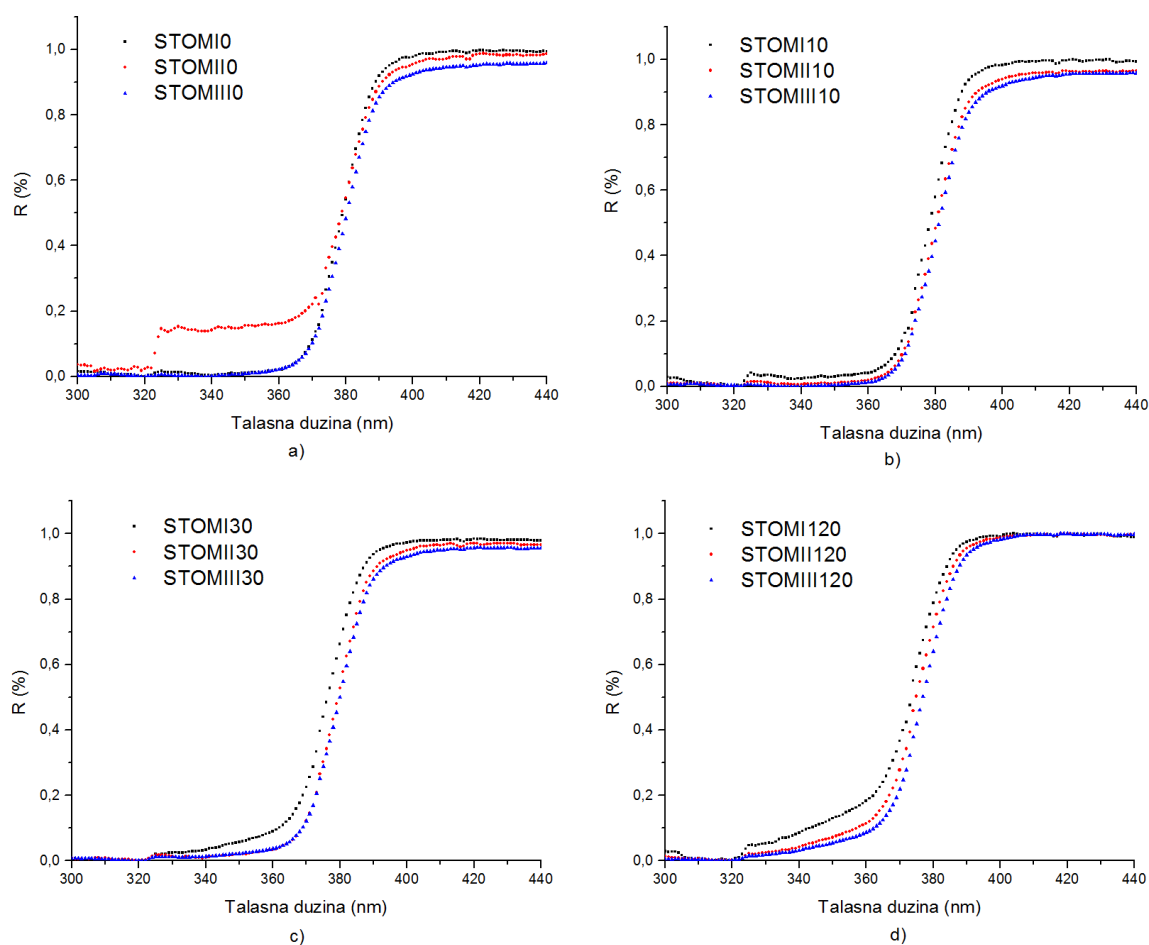 STOMI0
STOMII0
STOMIII0
1,0
0,8
0,6
0,4
0,2
0,0
R (%)
300 320 340 360 380 400 420 440
Talasna duzina (nm)
a)
STOMI10
STOMII10
STOMIII10
1,0
0,8
0,6
0,4
0,2
0,0
R (%)
300 320 340 360 380 400 420 440
Talasna duzina (nm)
b)
STOMI30
STOMII30
STOMIII30
1,0
0,8
0,6
0,4
0,2
0,0
R (%)
300 320 340 360 380 400 420 440
Talasna duzina (nm)
c)
STOMI120
STOMII120
STOMIII120
1,0
0,8
0,6
0,4
0,2
0,0
R (%)
300 320 340 360 380 400 420 440
Talasna duzina (nm)
d)